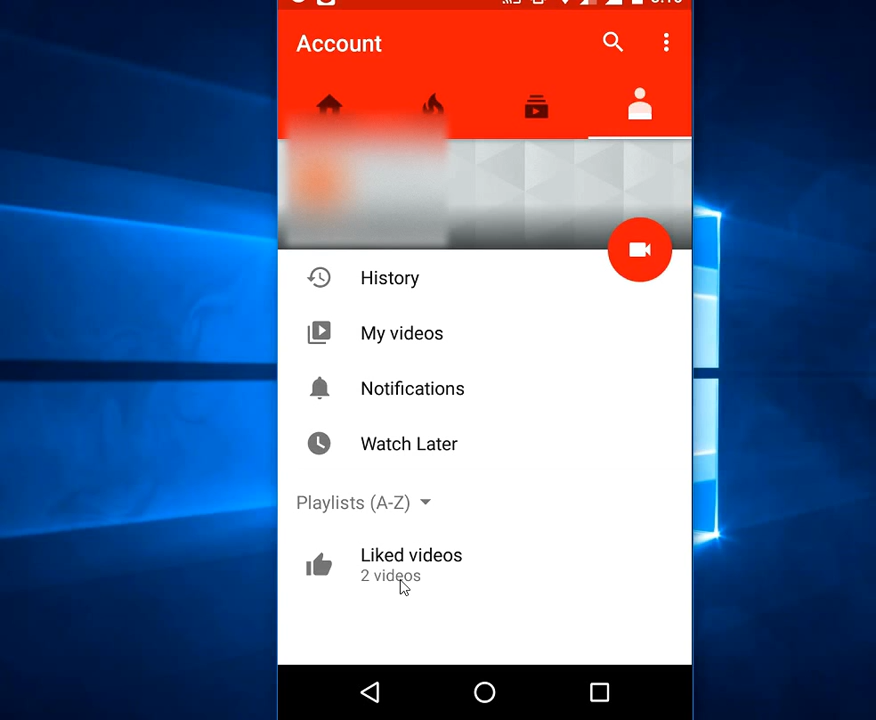 Account
History
My videos
Notifications
Watch Later
Playlists (A-Z)
Liked videos
2 videos